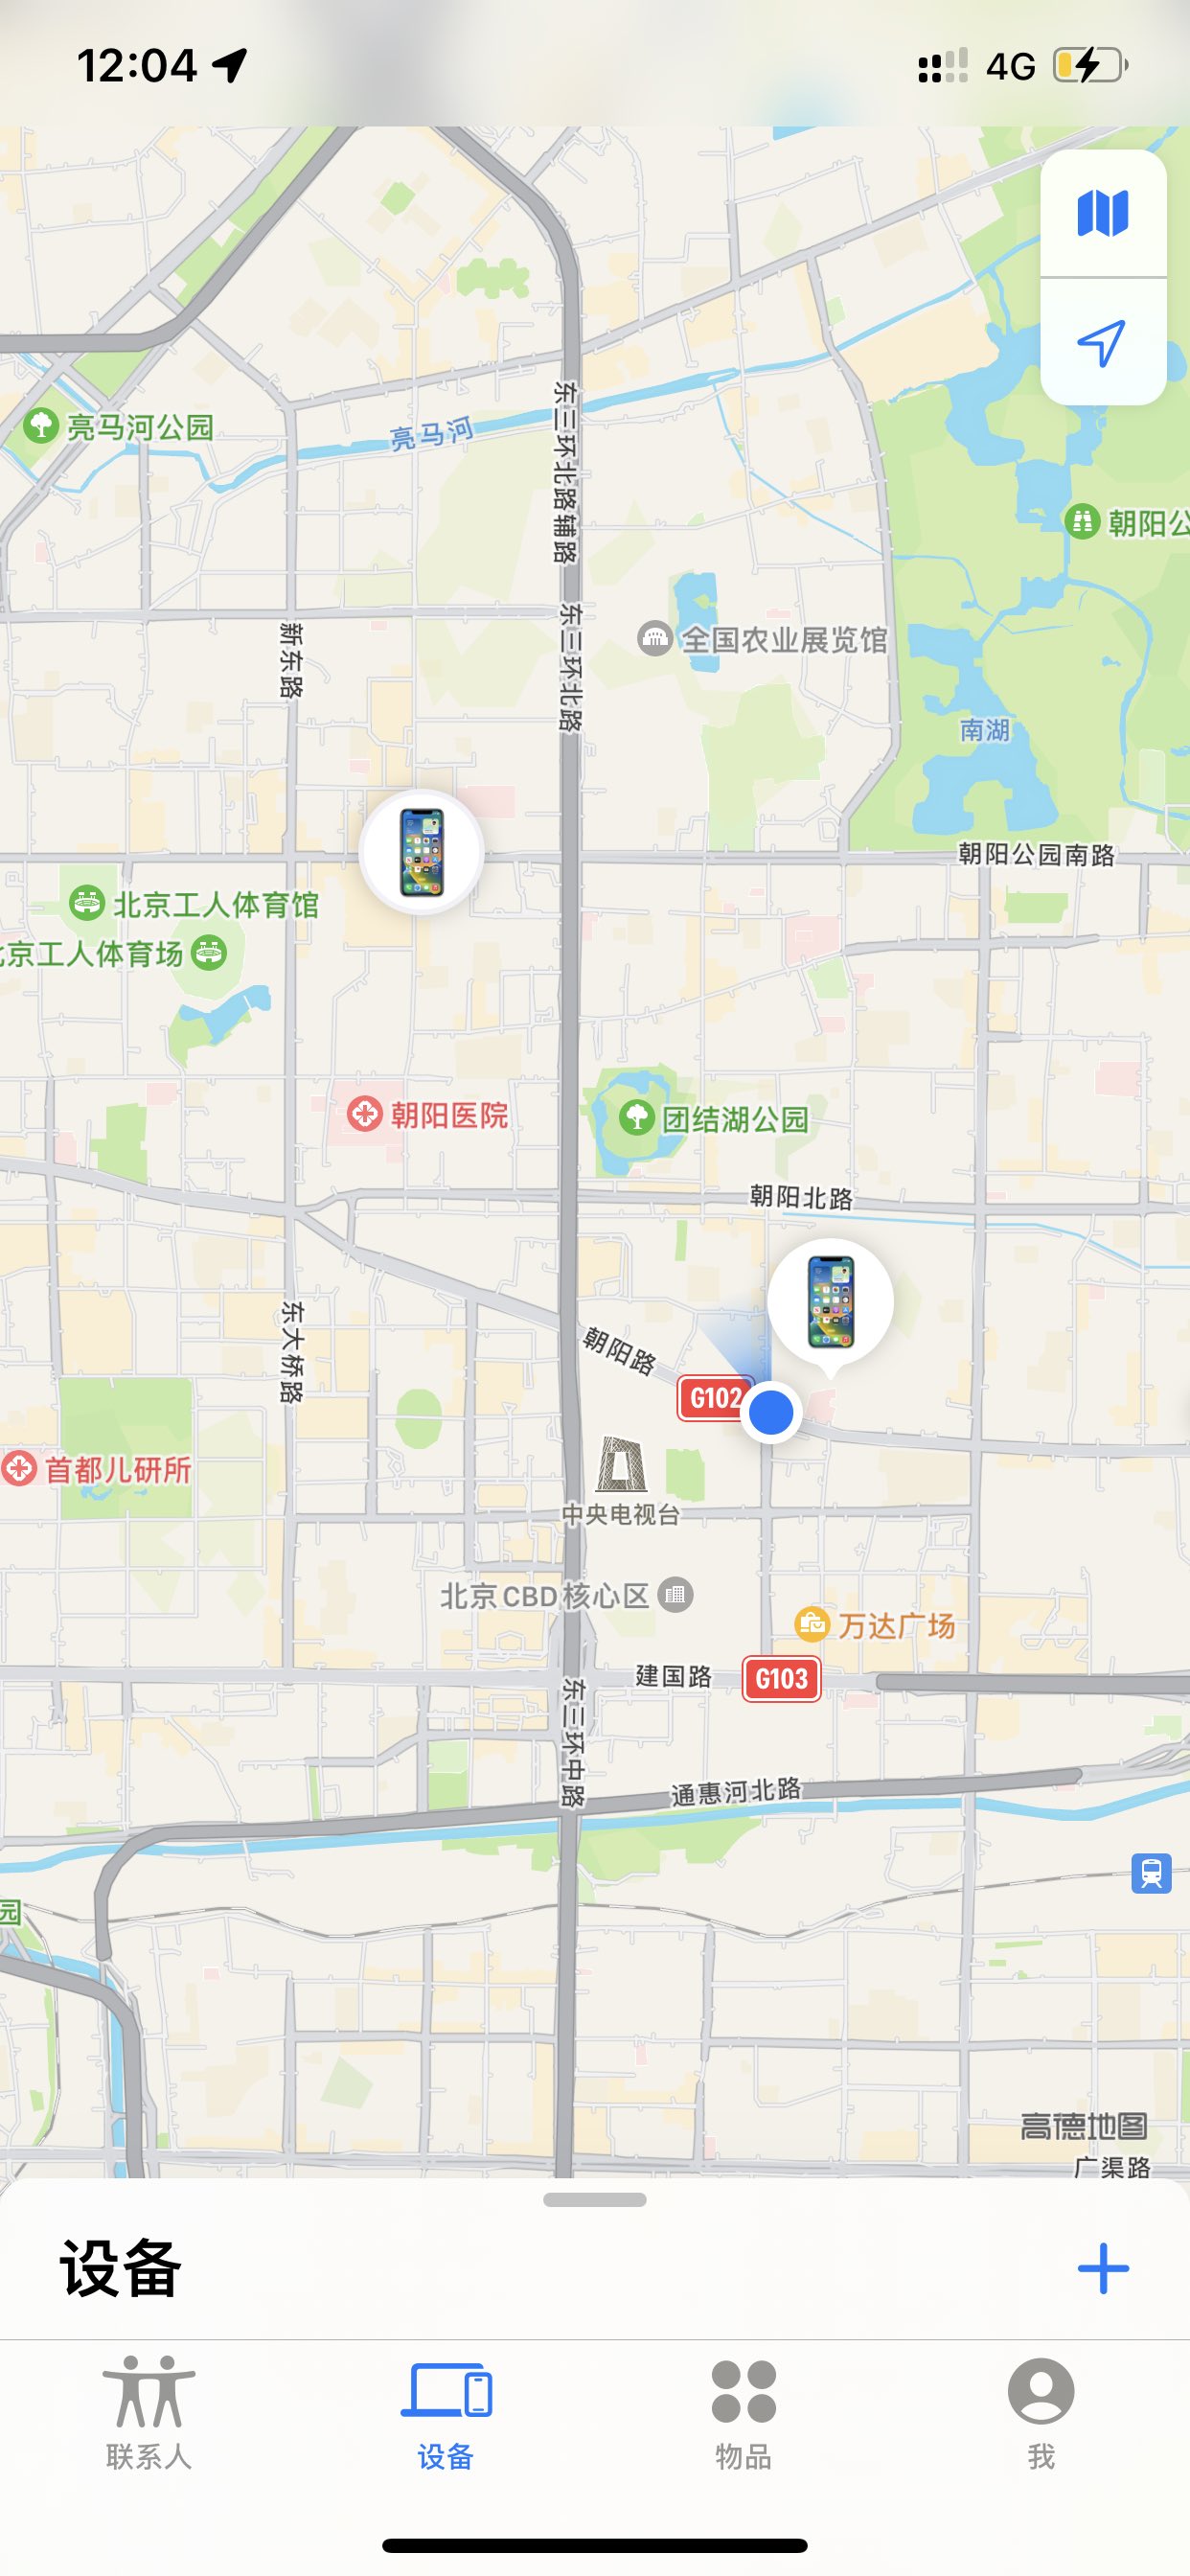 12:04
4G
亮马河公园
亮马河
东三环北路辅路
朝阳公
新东路
东三环北路
全国农业展览馆
南湖
朝阳公园南路
北京工人体育馆
北京工人体育场
朝阳医院
团结湖公园
朝阳北路
东大桥路
朝阳路
G102
首都儿研所
中央电视台
北京CBD核心区
万达广场
建国路
G103
东三环中路
通惠河北路
园
高德地图
广渠路
设备
联系人
设备
物品
我